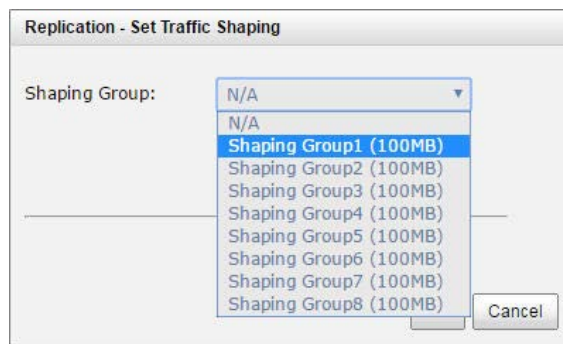 Replication - Set Traffic Shaping
Shaping Group:
N/A
N/A
Shaping Group1 (100MB)
Shaping Group2 (100MB)
Shaping Group3 (100MB)
Shaping Group4 (100MB)
Shaping Group5 (100MB)
Shaping Group6 (100MB)
Shaping Group7 (100MB)
Shaping Group8 (100MB)
Cancel